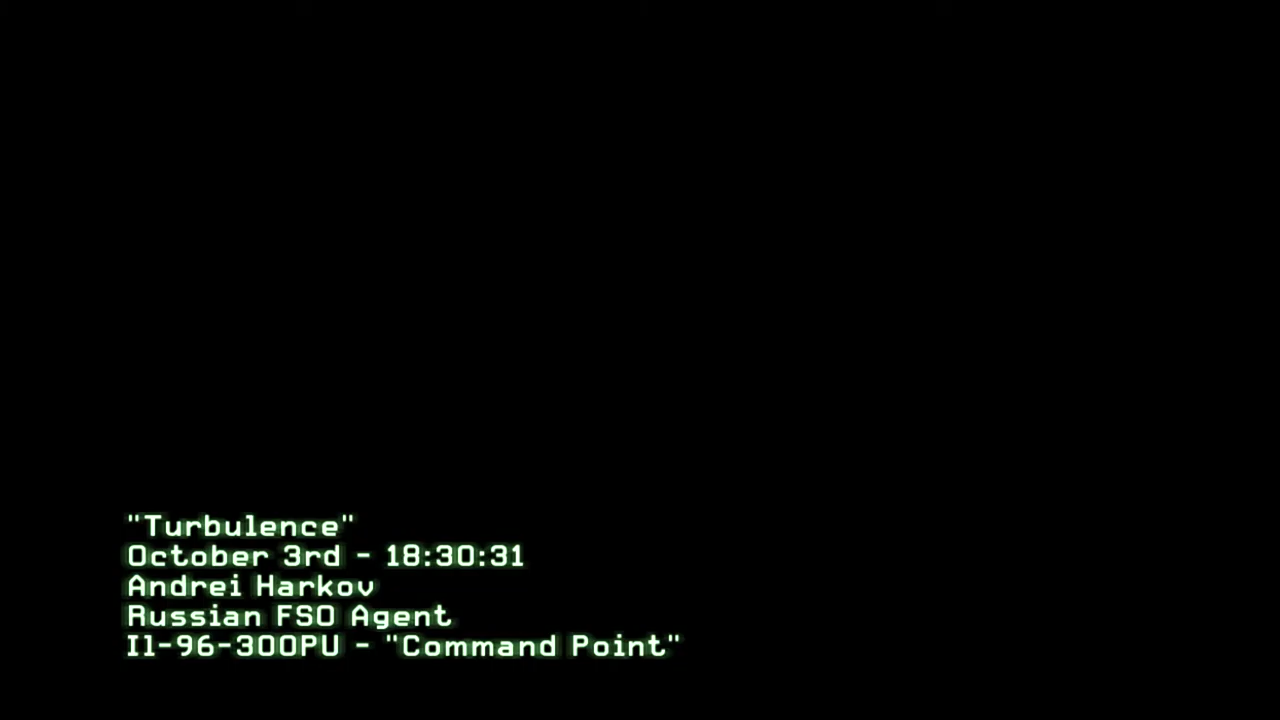 "Turbulence"
October 3rd - 18:30:31
Andrei Harkov
Russian FSO Agent
Il-96-300PU - "Command Point"